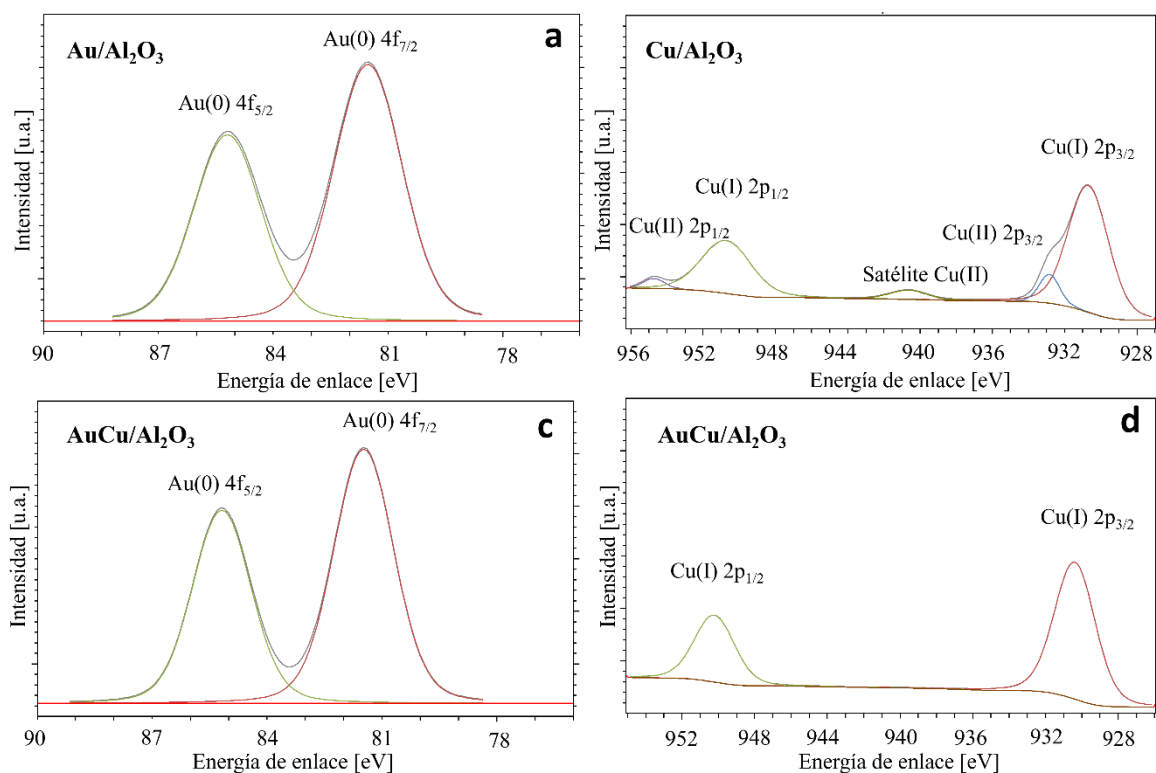 Au/Al₂O₃
a
Au(0) 4f₇/₂
Au(0) 4f₅/₂
Intensidad [u.a.]
90 87 84 81 78
Energía de enlace [eV]
Cu/Al₂O₃
Cu(I) 2p₃/₂
Cu(I) 2p₁/₂
Cu(II) 2p₁/₂
Cu(II) 2p₃/₂
Satélite Cu(II)
Intensidad [u.a.]
956 952 948 944 940 936 932 928
Energía de enlace [eV]
AuCu/Al₂O₃
c
Au(0) 4f₇/₂
Au(0) 4f₅/₂
Intensidad [u.a.]
90 87 84 81 78
Energía de enlace [eV]
AuCu/Al₂O₃
d
Cu(I) 2p₃/₂
Cu(I) 2p₁/₂
Intensidad [u.a.]
952 948 944 940 936 930 928
Energía de enlace [eV]